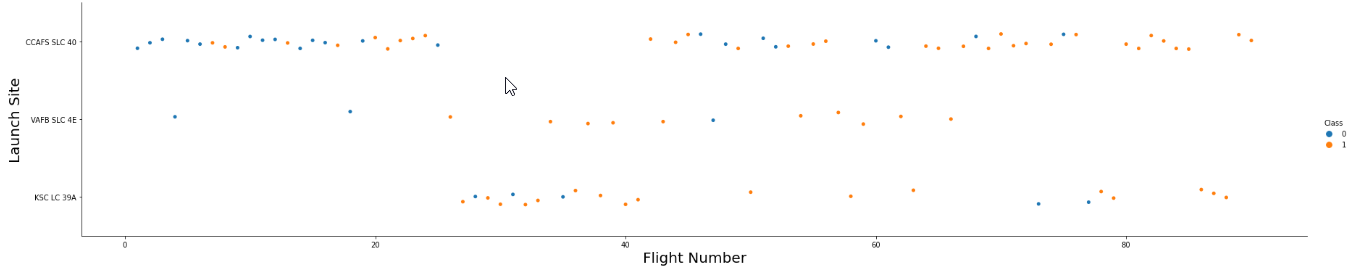 Launch Site
CCAFS SLC 40
VAFB SLC 4E
KSC LC 39A
0 20 40 60 80
Flight Number
Class
0
1